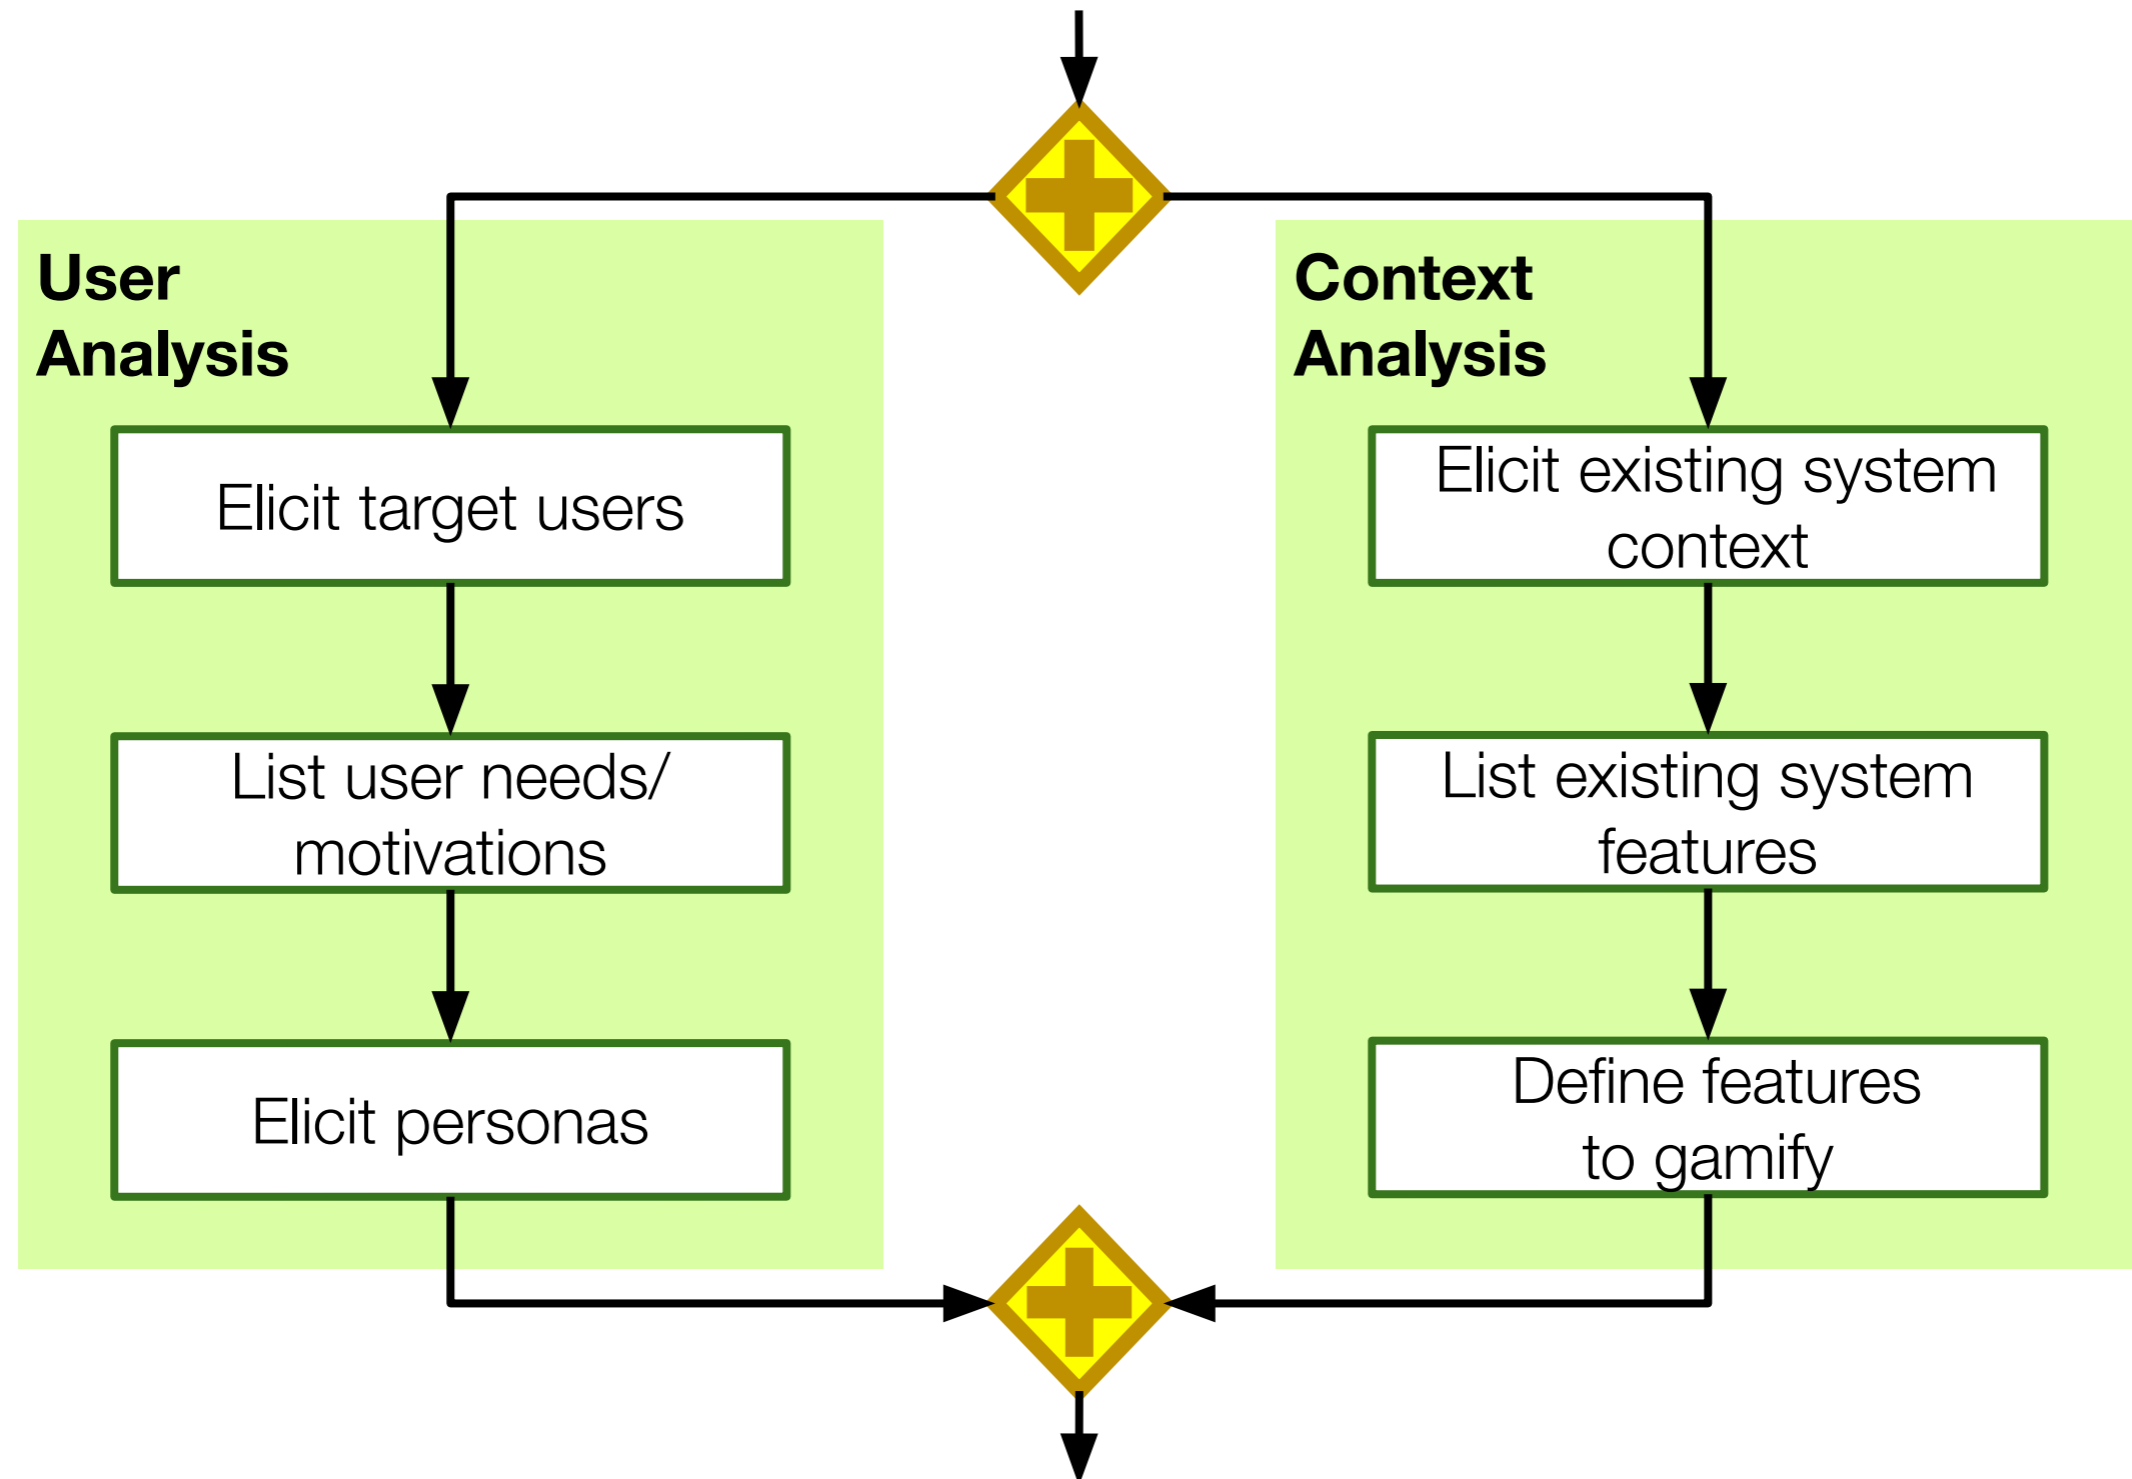 User
Analysis
Elicit target users
List user needs/
motivations
Elicit personas
Context
Analysis
Elicit existing system
context
List existing system
features
Define features
to gamify